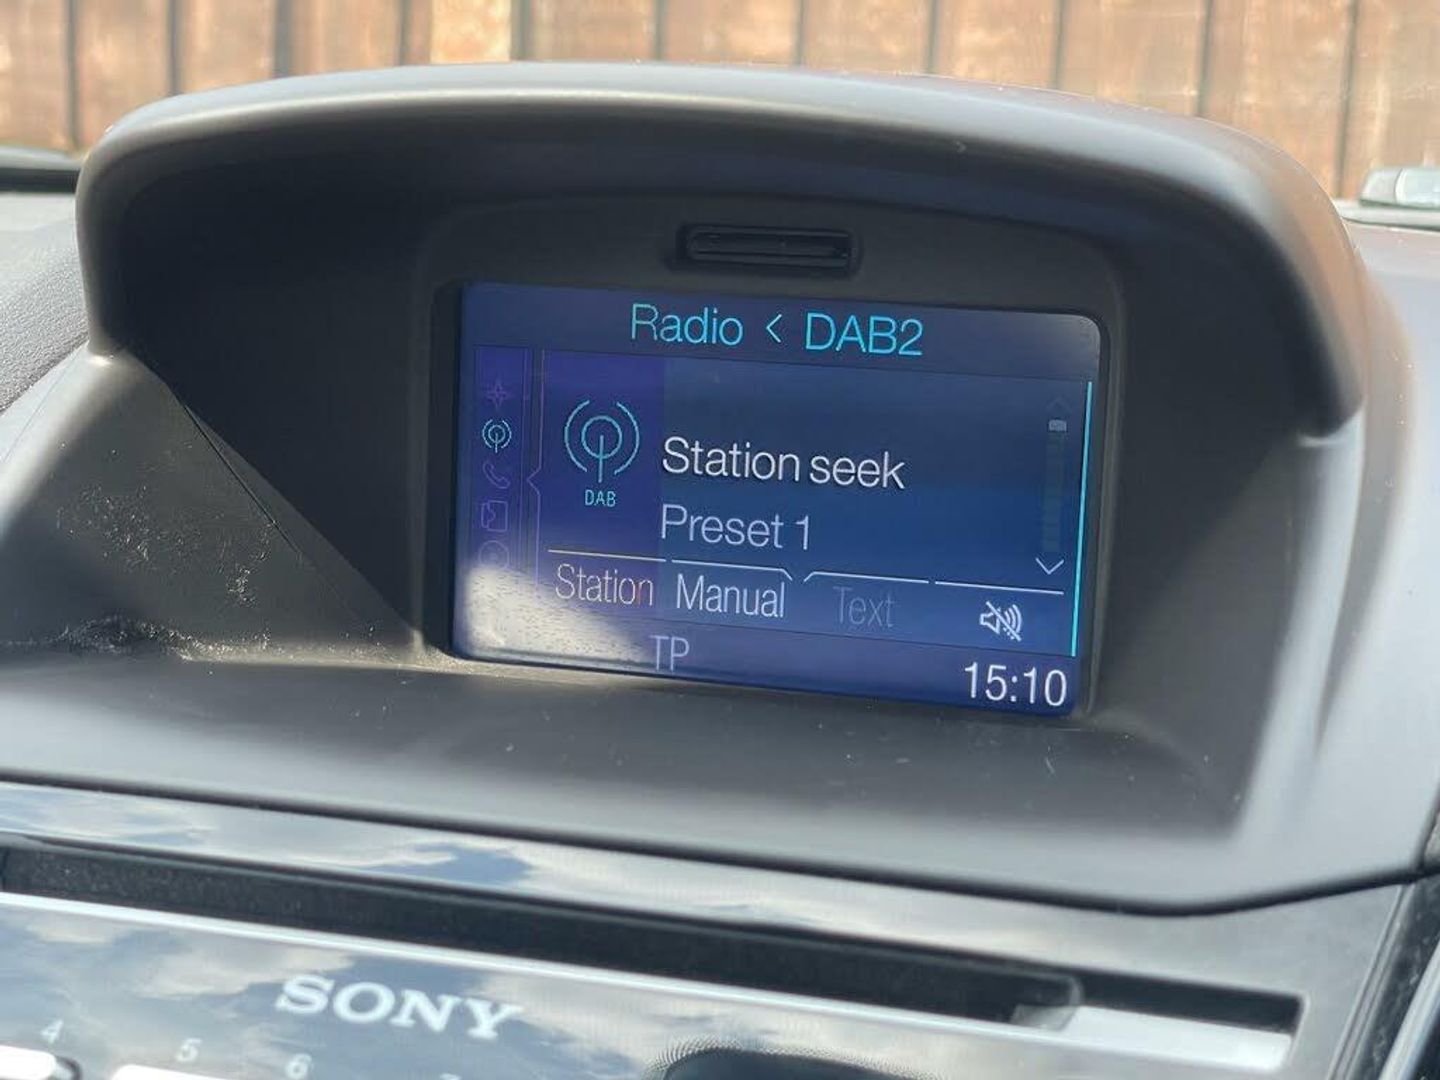 Radio < DAB2
DAB
Station seek
Preset 1
Station Manual Text
TP
15:10
SONY
4 5 6